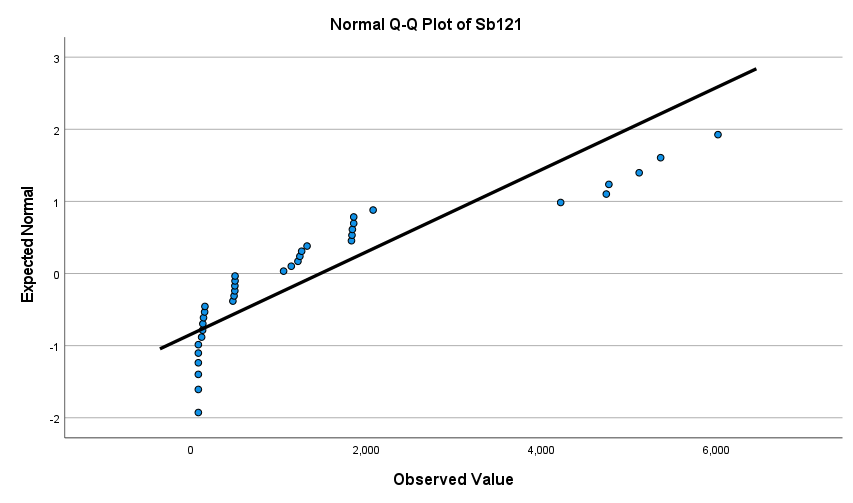 Normal Q-Q Plot of Sb121
3
2
1
0
-1
-2
Expected Normal
0 2,000 4,000 6,000
Observed Value